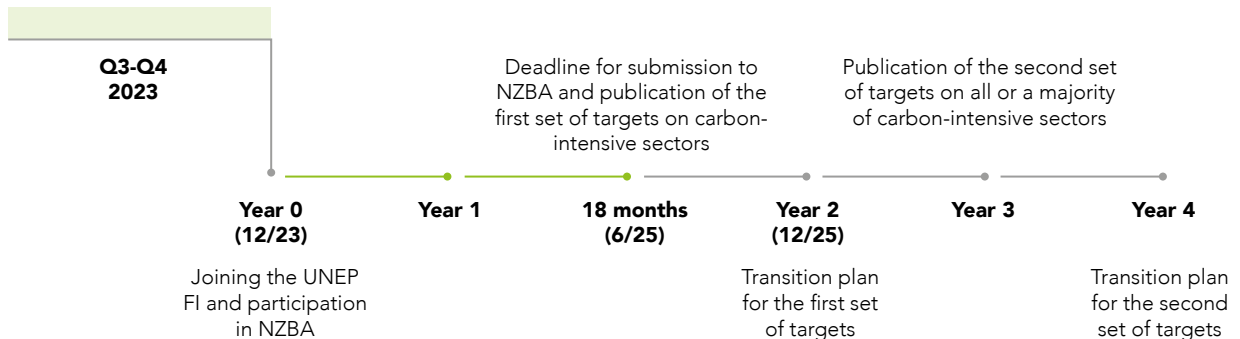 Q3-Q4
2023
Deadline for submission to
NZBA and publication of the
first set of targets on carbon-
intensive sectors
Publication of the second set
of targets on all or a majority
of carbon-intensive sectors
Year 0
(12/23)
Year 1
18 months
(6/25)
Year 2
(12/25)
Year 3
Year 4
Joining the UNEP
FI and participation
in NZBA
Transition plan
for the first set
of targets
Transition plan
for the second
set of targets